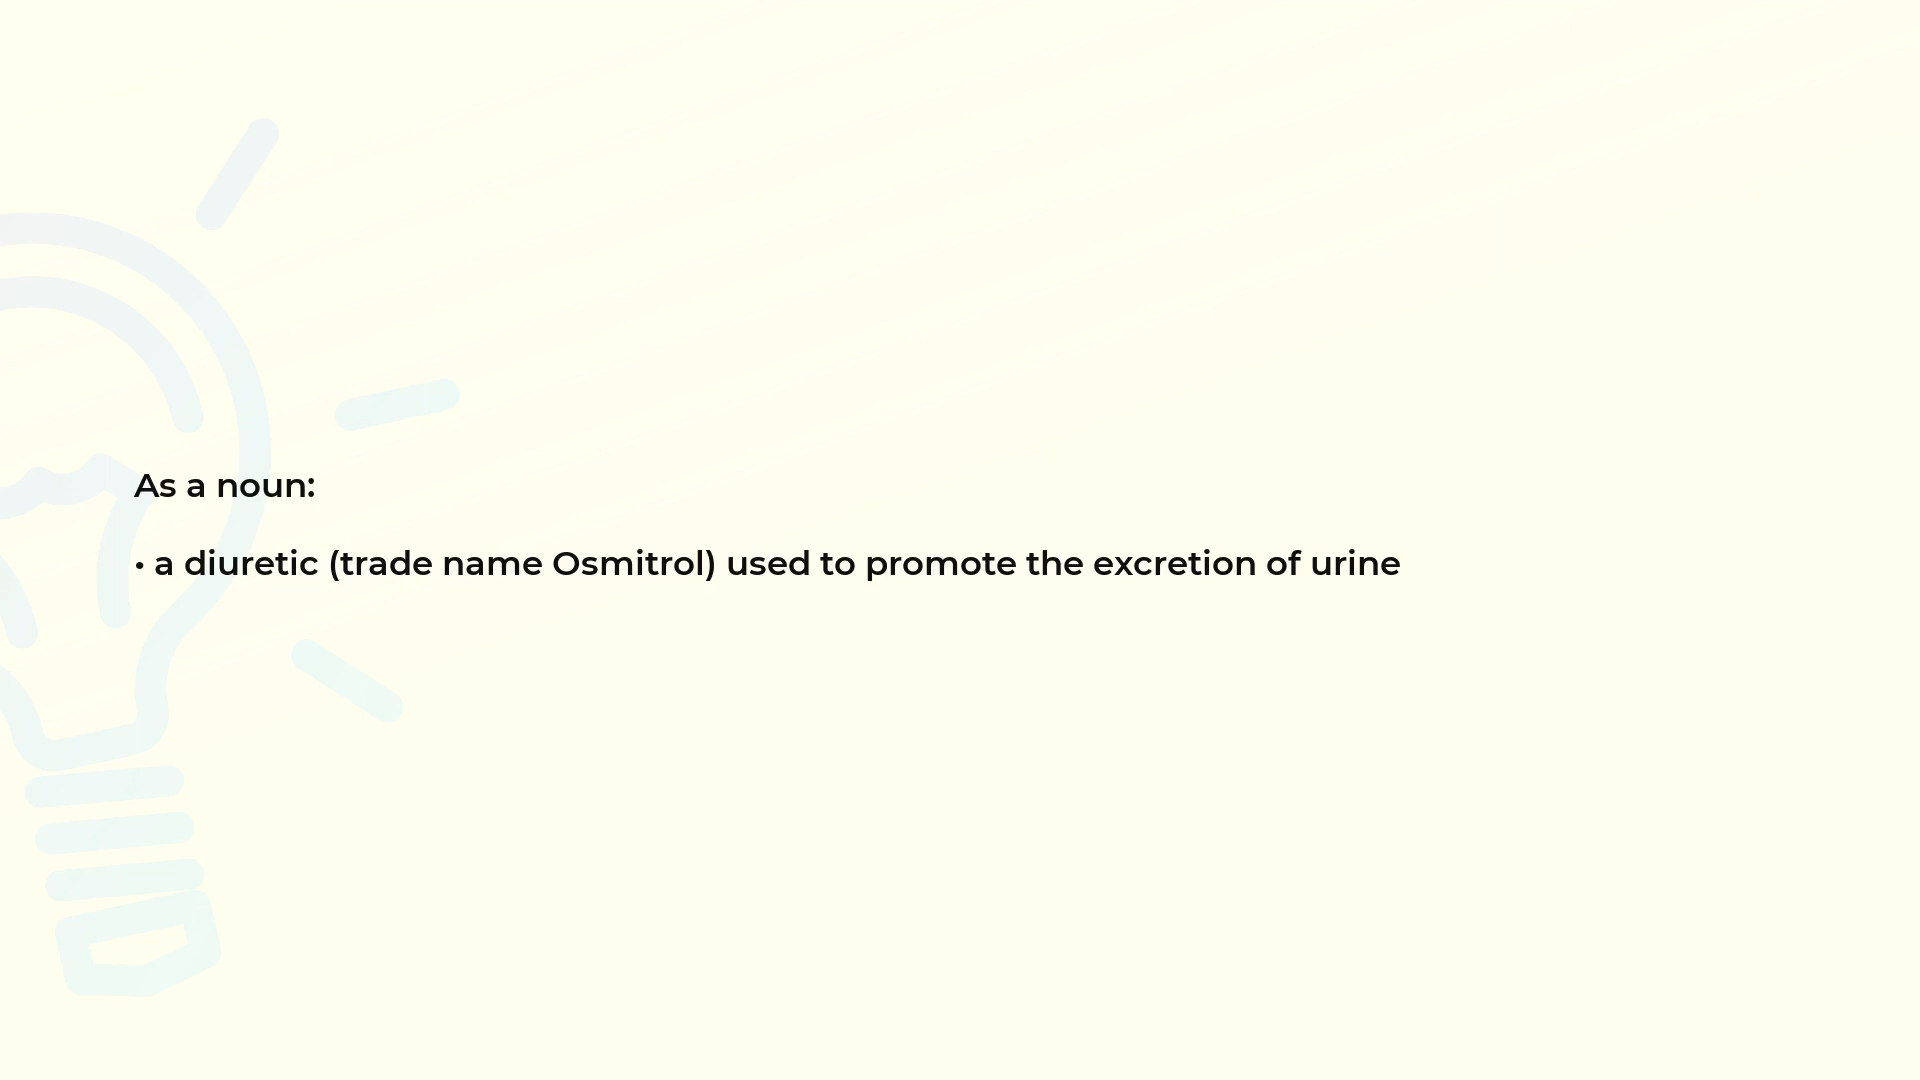 As a noun:
• a diuretic (trade name Osmitrol) used to promote the excretion of urine